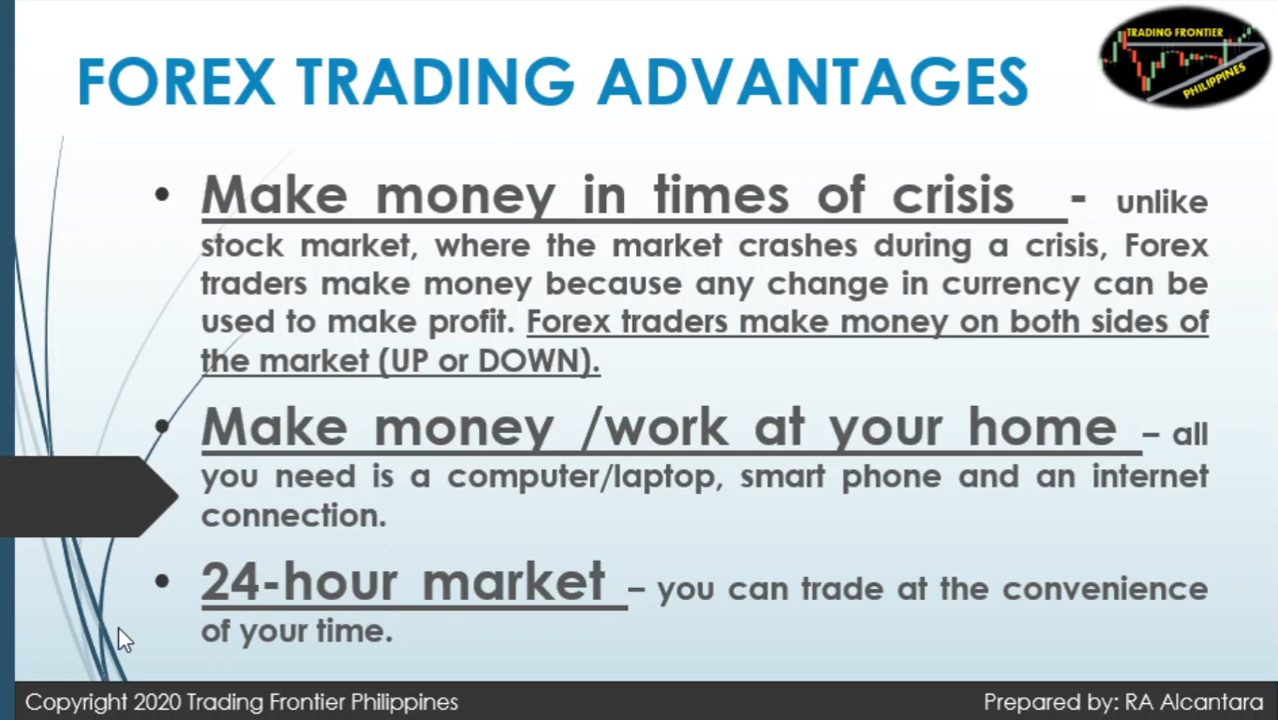 TRADING FRONTIER
PHILIPPINES
FOREX TRADING ADVANTAGES
• Make money in times of crisis - unlike
stock market, where the market crashes during a crisis, Forex
traders make money because any change in currency can be
used to make profit. Forex traders make money on both sides of
the market (UP or DOWN).
• Make money /work at your home – all
you need is a computer/laptop, smart phone and an internet
connection.
• 24-hour market – you can trade at the convenience
of your time.
Copyright 2020 Trading Frontier Philippines
Prepared by: RA Alcantara